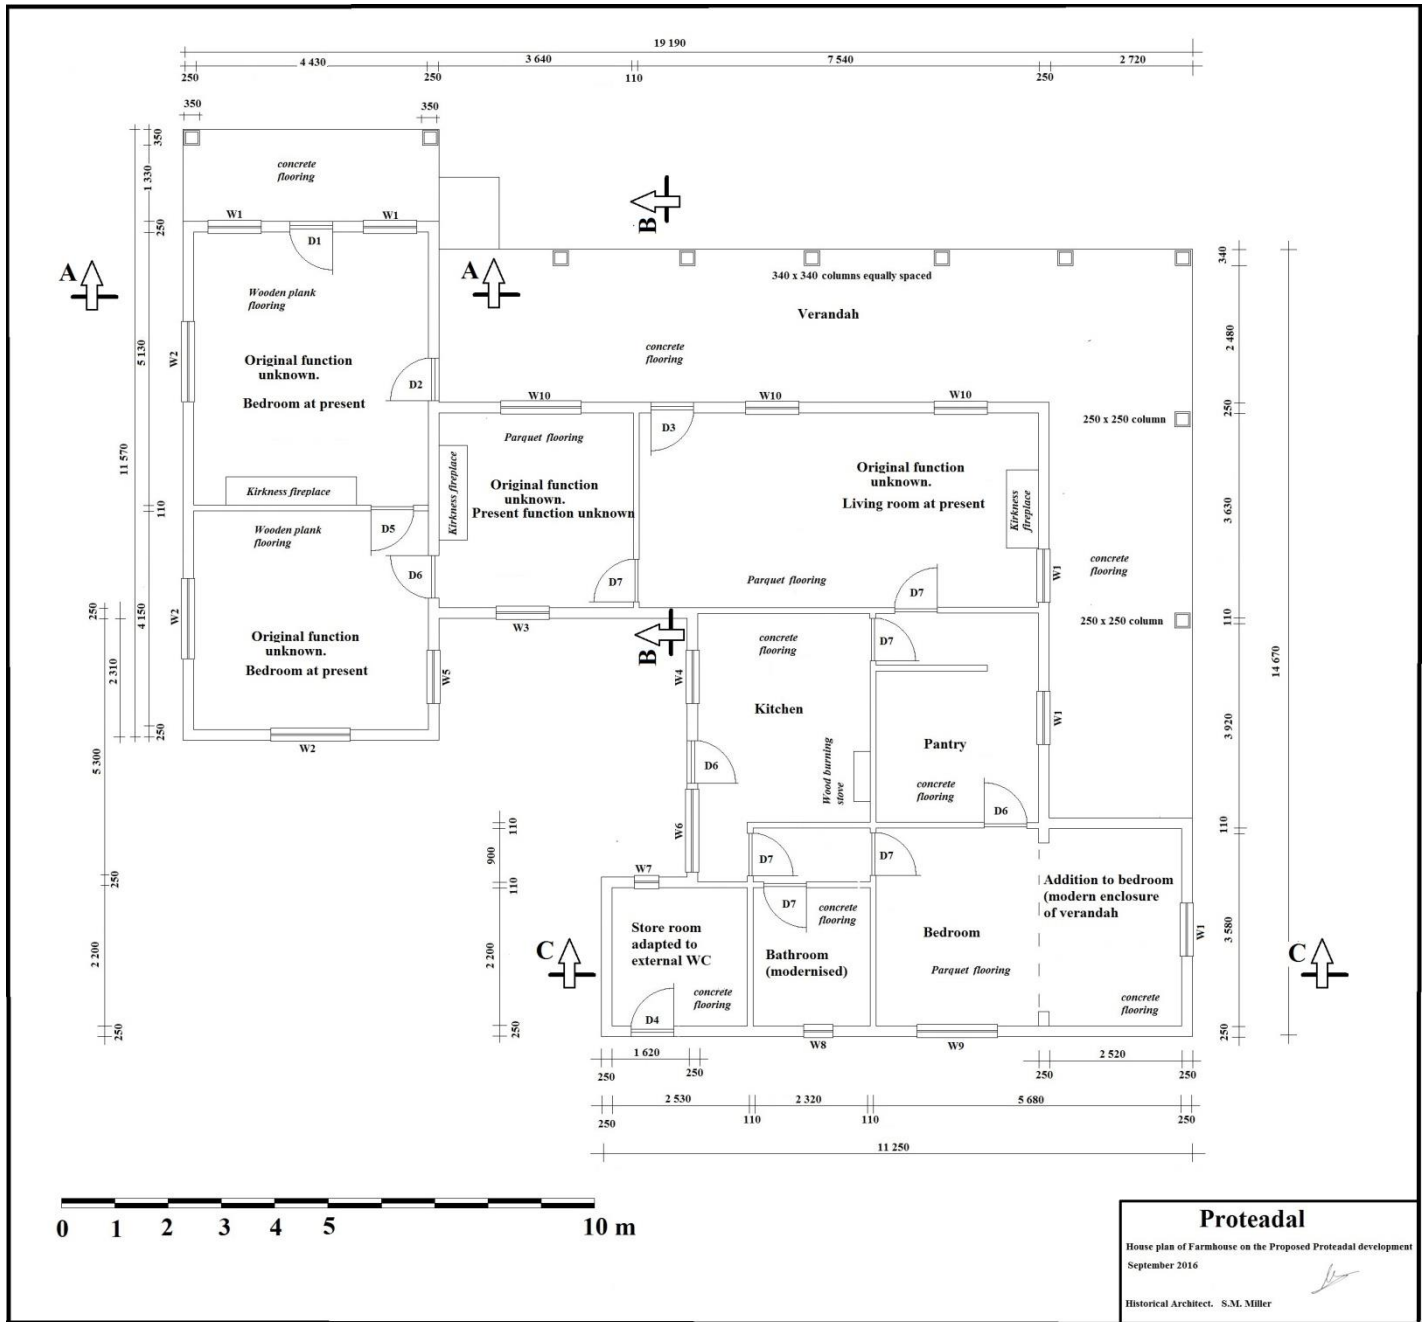 19 190
4 430
3 640
7 540
2 720
250
250
110
250
350
350
350
1 330
250
5 130
11 570
110
4 150
250
2 310
250
5 300
250
2 200
250
110
900
110
2 200
250
concrete
flooring
W1
W1
D1
A
Wooden plank
flooring
W2
Original function
unknown.
Bedroom at present
D2
Kirkness fireplace
Wooden plank
flooring
D5
D6
W2
Original function
unknown.
Bedroom at present
W5
W2
B
A
340 x 340 columns equally spaced
Verandah
concrete
flooring
W10
W10
W10
D3
Parquet flooring
Kirkness fireplace
Original function
unknown.
Present function unknown
D7
W3
Original function
unknown.
Living room at present
Kirkness
fireplace
Parquet flooring
D7
W1
250 x 250 column
concrete
flooring
250 x 250 column
B
concrete
flooring
D7
W4
Kitchen
D6
Wood burning
stove
W6
Pantry
concrete
flooring
D6
W1
W7
D7
D7
D7
concrete
flooring
Store room
adapted to
external WC
concrete
flooring
D4
Bathroom
(modernised)
W8
Bedroom
Parquet flooring
W9
Addition to bedroom
(modern enclosure
of verandah
concrete
flooring
W1
C
C
340
2 480
250
3 630
110
3 920
110
3 580
250
14 670
1 620
250
250
2 520
250
250
2 530
2 320
5 680
250
110
110
250
11 250
0 1 2 3 4 5 10 m
Proteadal
House plan of Farmhouse on the Proposed Proteadal development
September 2016
Historical Architect. S.M. Miller